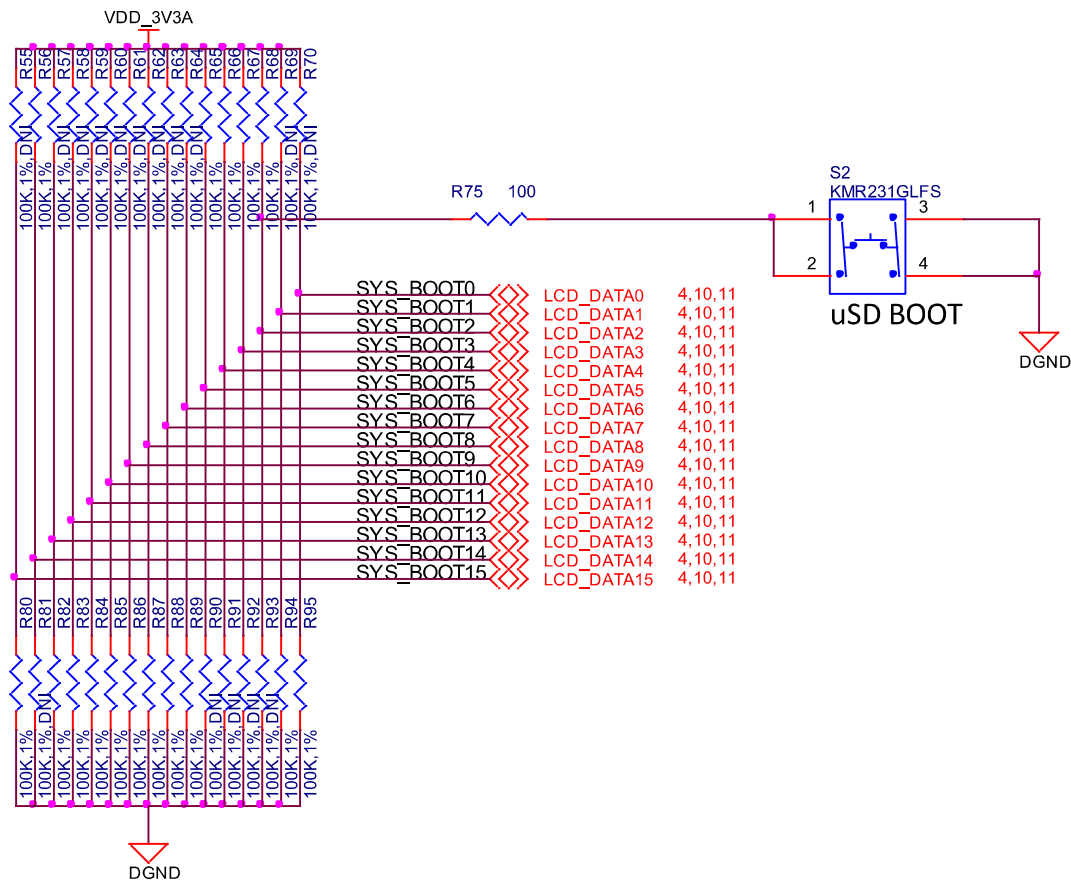 VDD_3V3A
R55
R56
R57
R58
R59
R60
R61
R62
R63
R64
R65
R66
R67
R68
R69
R70
100K,1%,DNI
100K,1%
100K,1%,DNI
100K,1%,DNI
100K,1%,DNI
100K,1%,DNI
100K,1%,DNI
100K,1%,DNI
100K,1%,DNI
100K,1%,DNI
100K,1%
100K,1%
100K,1%
100K,1%
100K,1%,DNI
100K,1%,DNI
R75 100
S2
KMR231GLFS
1 3
2 4
uSD BOOT
DGND
SYS_BOOT0 LCD_DATA0 4,10,11
SYS_BOOT1 LCD_DATA1 4,10,11
SYS_BOOT2 LCD_DATA2 4,10,11
SYS_BOOT3 LCD_DATA3 4,10,11
SYS_BOOT4 LCD_DATA4 4,10,11
SYS_BOOT5 LCD_DATA5 4,10,11
SYS_BOOT6 LCD_DATA6 4,10,11
SYS_BOOT7 LCD_DATA7 4,10,11
SYS_BOOT8 LCD_DATA8 4,10,11
SYS_BOOT9 LCD_DATA9 4,10,11
SYS_BOOT10 LCD_DATA10 4,10,11
SYS_BOOT11 LCD_DATA11 4,10,11
SYS_BOOT12 LCD_DATA12 4,10,11
SYS_BOOT13 LCD_DATA13 4,10,11
SYS_BOOT14 LCD_DATA14 4,10,11
SYS_BOOT15 LCD_DATA15 4,10,11
R80
R81
R82
R83
R84
R85
R86
R87
R88
R89
R90
R91
R92
R93
R94
R95
100K,1%
100K,1%,DNI
100K,1%
100K,1%
100K,1%
100K,1%
100K,1%
100K,1%
100K,1%
100K,1%
100K,1%,DNI
100K,1%,DNI
100K,1%,DNI
100K,1%,DNI
100K,1%
100K,1%
DGND